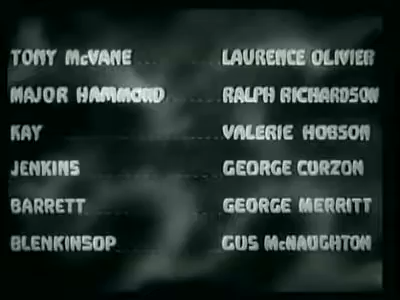 TONY McVANE ........ LAURENCE OLIVIER
MAJOR HAMMOND ........ RALPH RICHARDSON
KAY ........ VALERIE HOBSON
JENKINS ........ GEORGE CURZON
BARRETT ........ GEORGE MERRITT
BLENKINSOP ........ GUS McNAUGHTON